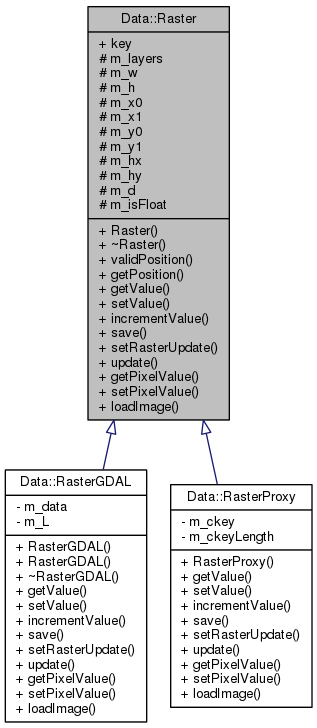 Data::Raster
+ key
# m_layers
# m_w
# m_h
# m_x0
# m_x1
# m_y0
# m_y1
# m_hx
# m_hy
# m_d
# m_isFloat
+ Raster()
+ ~Raster()
+ validPosition()
+ getPosition()
+ getValue()
+ setValue()
+ incrementValue()
+ save()
+ setRasterUpdate()
+ update()
+ getPixelValue()
+ setPixelValue()
+ loadImage()
Data::RasterGDAL
- m_data
- m_L
+ RasterGDAL()
+ RasterGDAL()
+ ~RasterGDAL()
+ getValue()
+ setValue()
+ incrementValue()
+ save()
+ setRasterUpdate()
+ update()
+ getPixelValue()
+ setPixelValue()
+ loadImage()
Data::RasterProxy
- m_ckey
- m_ckeyLength
+ RasterProxy()
+ getValue()
+ setValue()
+ incrementValue()
+ save()
+ setRasterUpdate()
+ update()
+ getPixelValue()
+ setPixelValue()
+ loadImage()